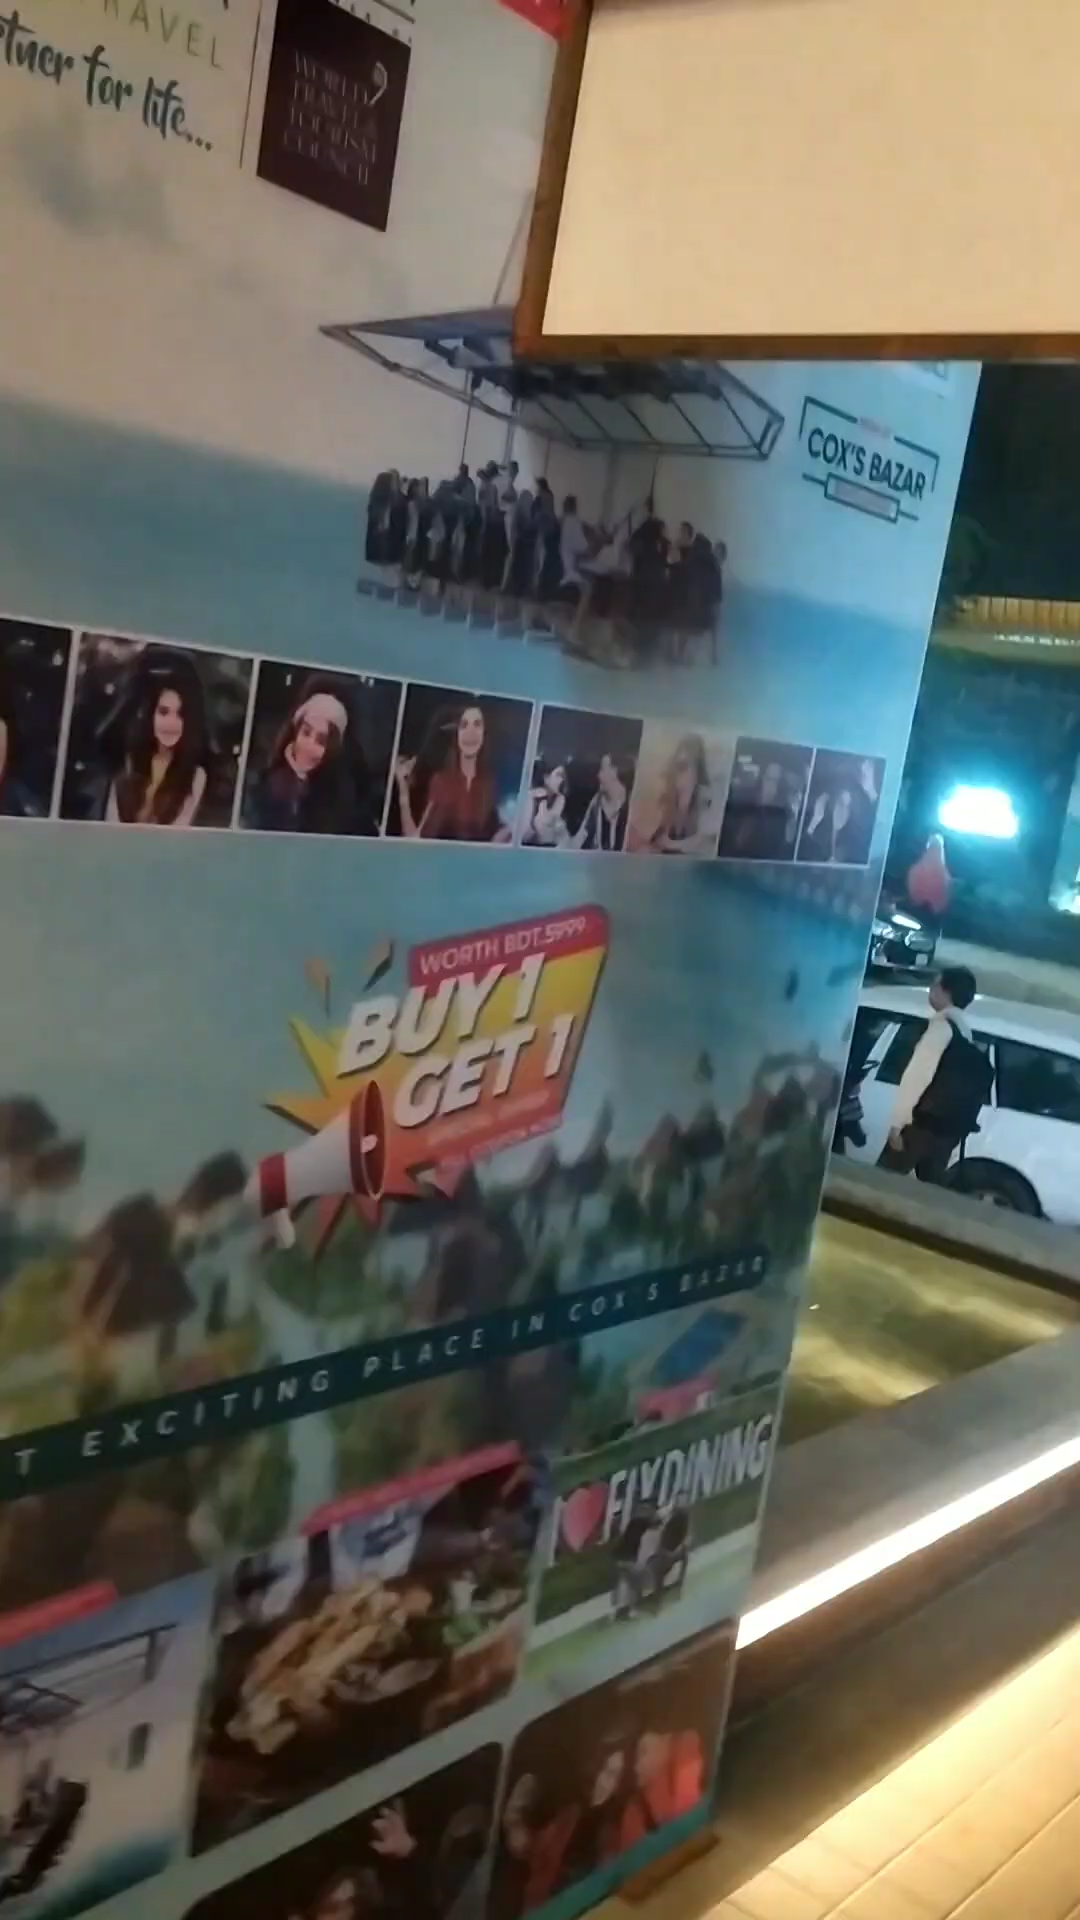 TRAVEL
for life...
WORLD
TRAVEL &
TOURISM
COUNCIL
COX'S BAZAR
WORTH BDT.5999
BUY 1
GET 1
EXCITING PLACE IN COX'S BAZAR
I FLYDINING